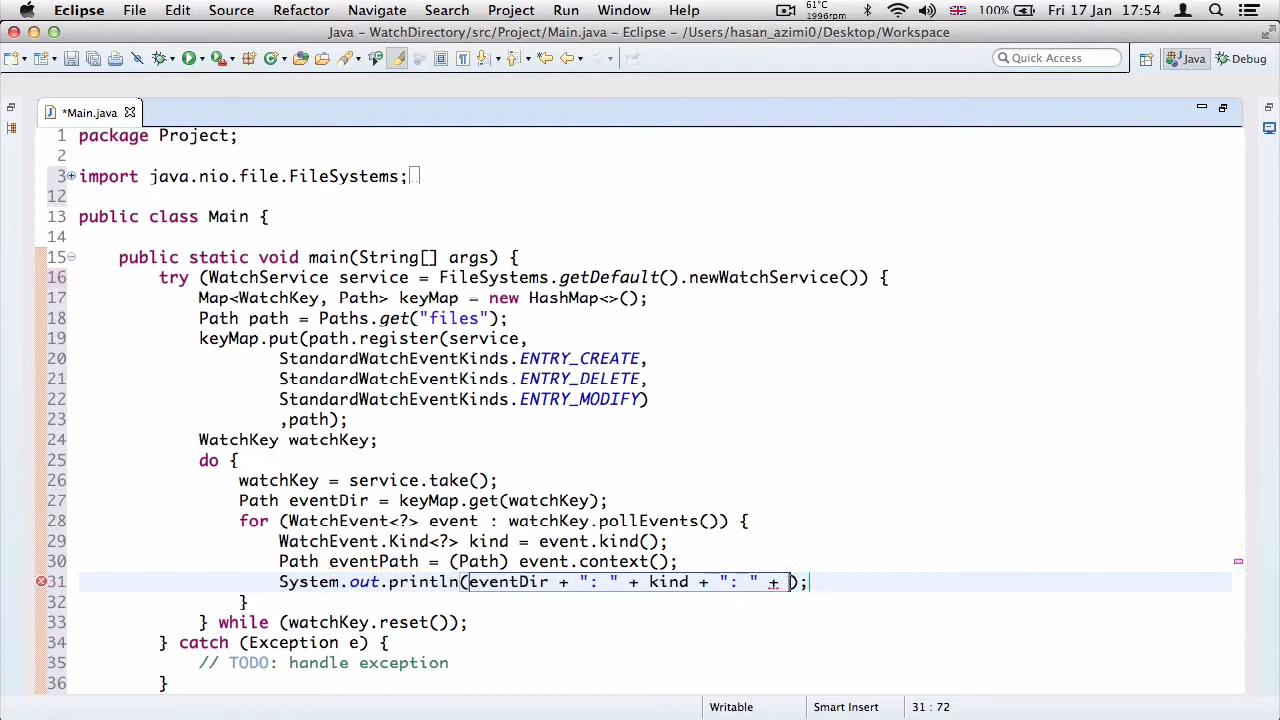 Eclipse File Edit Source Refactor Navigate Search Project Run Window Help 61°C 1996rpm 100% Fri 17 Jan 17:54
Java - WatchDirectory/src/Project/Main.java - Eclipse - /Users/hasan_azimi0/Desktop/Workspace
Quick Access Java Debug
*Main.java
1 package Project;
2
3 import java.nio.file.FileSystems;
12
13 public class Main {
14
15 public static void main(String[] args) {
16 try (WatchService service = FileSystems.getDefault().newWatchService()) {
17 Map<WatchKey, Path> keyMap = new HashMap<>();
18 Path path = Paths.get("files");
19 keyMap.put(path.register(service,
20 StandardWatchEventKinds.ENTRY_CREATE,
21 StandardWatchEventKinds.ENTRY_DELETE,
22 StandardWatchEventKinds.ENTRY_MODIFY)
23 ,path);
24 WatchKey watchKey;
25 do {
26 watchKey = service.take();
27 Path eventDir = keyMap.get(watchKey);
28 for (WatchEvent<?> event : watchKey.pollEvents()) {
29 WatchEvent.Kind<?> kind = event.kind();
30 Path eventPath = (Path) event.context();
31 System.out.println(eventDir + ": " + kind + ": " + );
32 }
33 } while (watchKey.reset());
34 } catch (Exception e) {
35 // TODO: handle exception
36 }
Writable Smart Insert 31 : 72